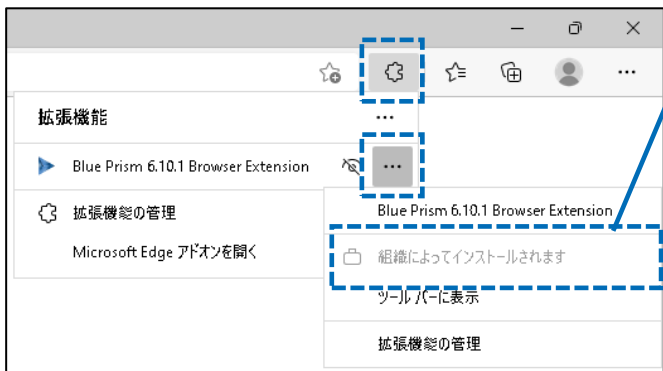 拡張機能
Blue Prism 6.10.1 Browser Extension
拡張機能の管理
Microsoft Edge アドオンを開く
Blue Prism 6.10.1 Browser Extension
組織によってインストールされます
ツール バーに表示
拡張機能の管理